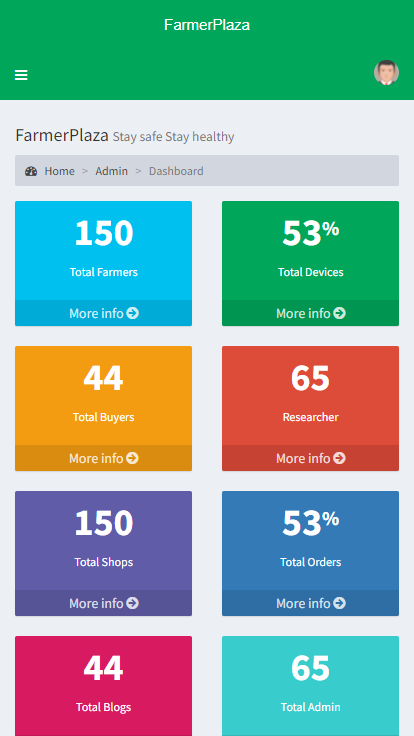 FarmerPlaza
FarmerPlaza Stay safe Stay healthy
Home > Admin > Dashboard
150 53%
Total Farmers Total Devices
More info More info
44 65
Total Buyers Researcher
More info More info
150 53%
Total Shops Total Orders
More info More info
44 65
Total Blogs Total Admin